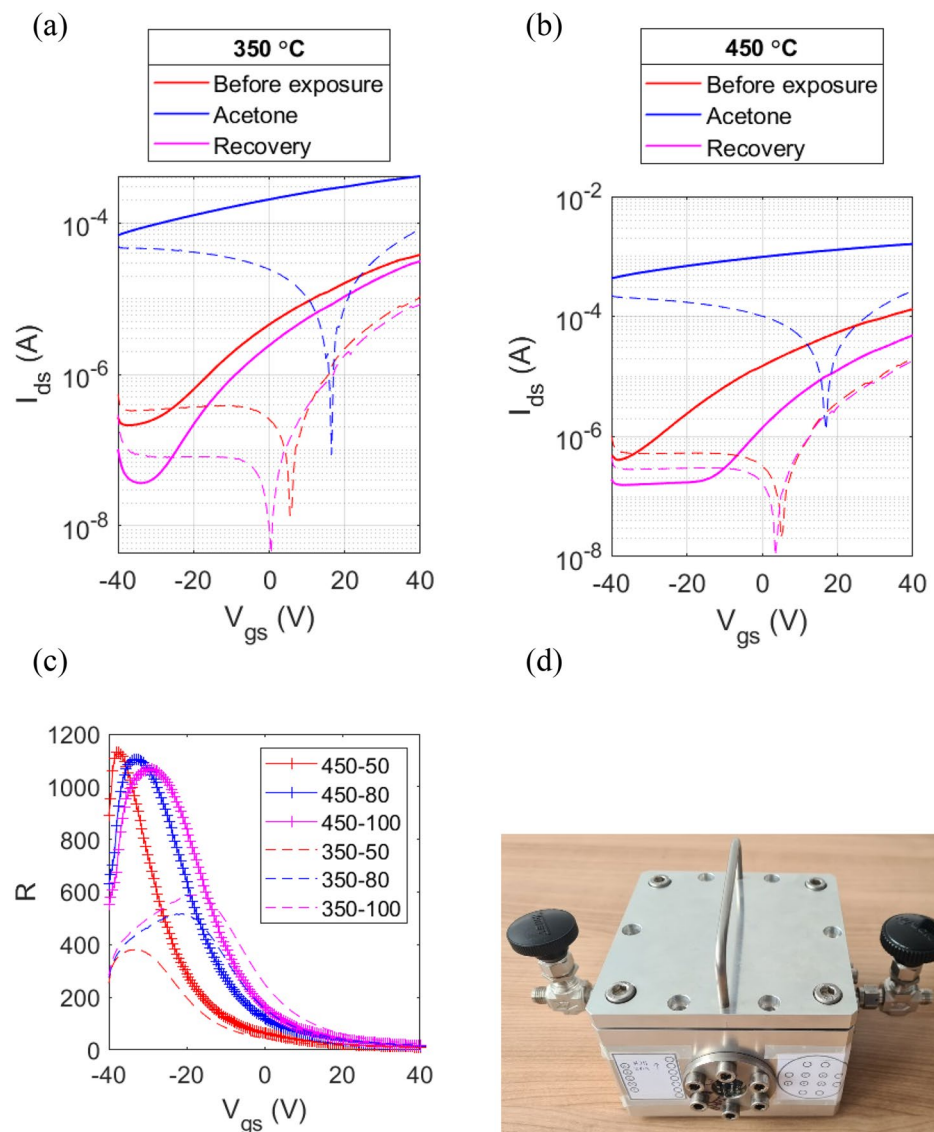 (a)
350 °C
Before exposure
Acetone
Recovery
10⁻⁴
10⁻⁶
10⁻⁸
I_ds (A)
-40 -20 0 20 40
V_gs (V)
(b)
450 °C
Before exposure
Acetone
Recovery
10⁻²
10⁻⁴
10⁻⁶
10⁻⁸
I_ds (A)
-40 -20 0 20 40
V_gs (V)
(c)
1200
1000
800
600
400
200
0
R
450-50
450-80
450-100
350-50
350-80
350-100
-40 -20 0 20 40
V_gs (V)
(d)